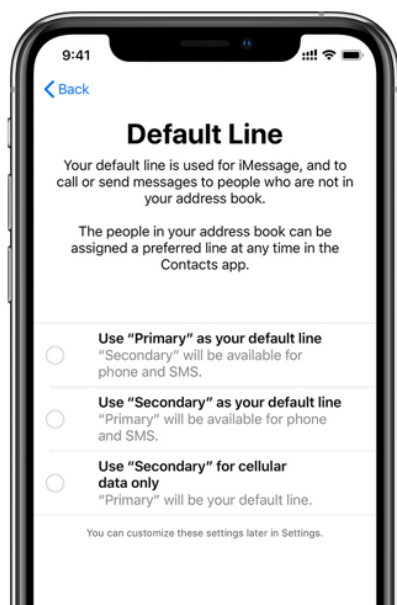 9:41
Back
Default Line
Your default line is used for iMessage, and to
call or send messages to people who are not in
your address book.
The people in your address book can be
assigned a preferred line at any time in the
Contacts app.
Use “Primary” as your default line
“Secondary” will be available for
phone and SMS.
Use “Secondary” as your default line
“Primary” will be available for phone
and SMS.
Use “Secondary” for cellular
data only
“Primary” will be your default line.
You can customize these settings later in Settings.